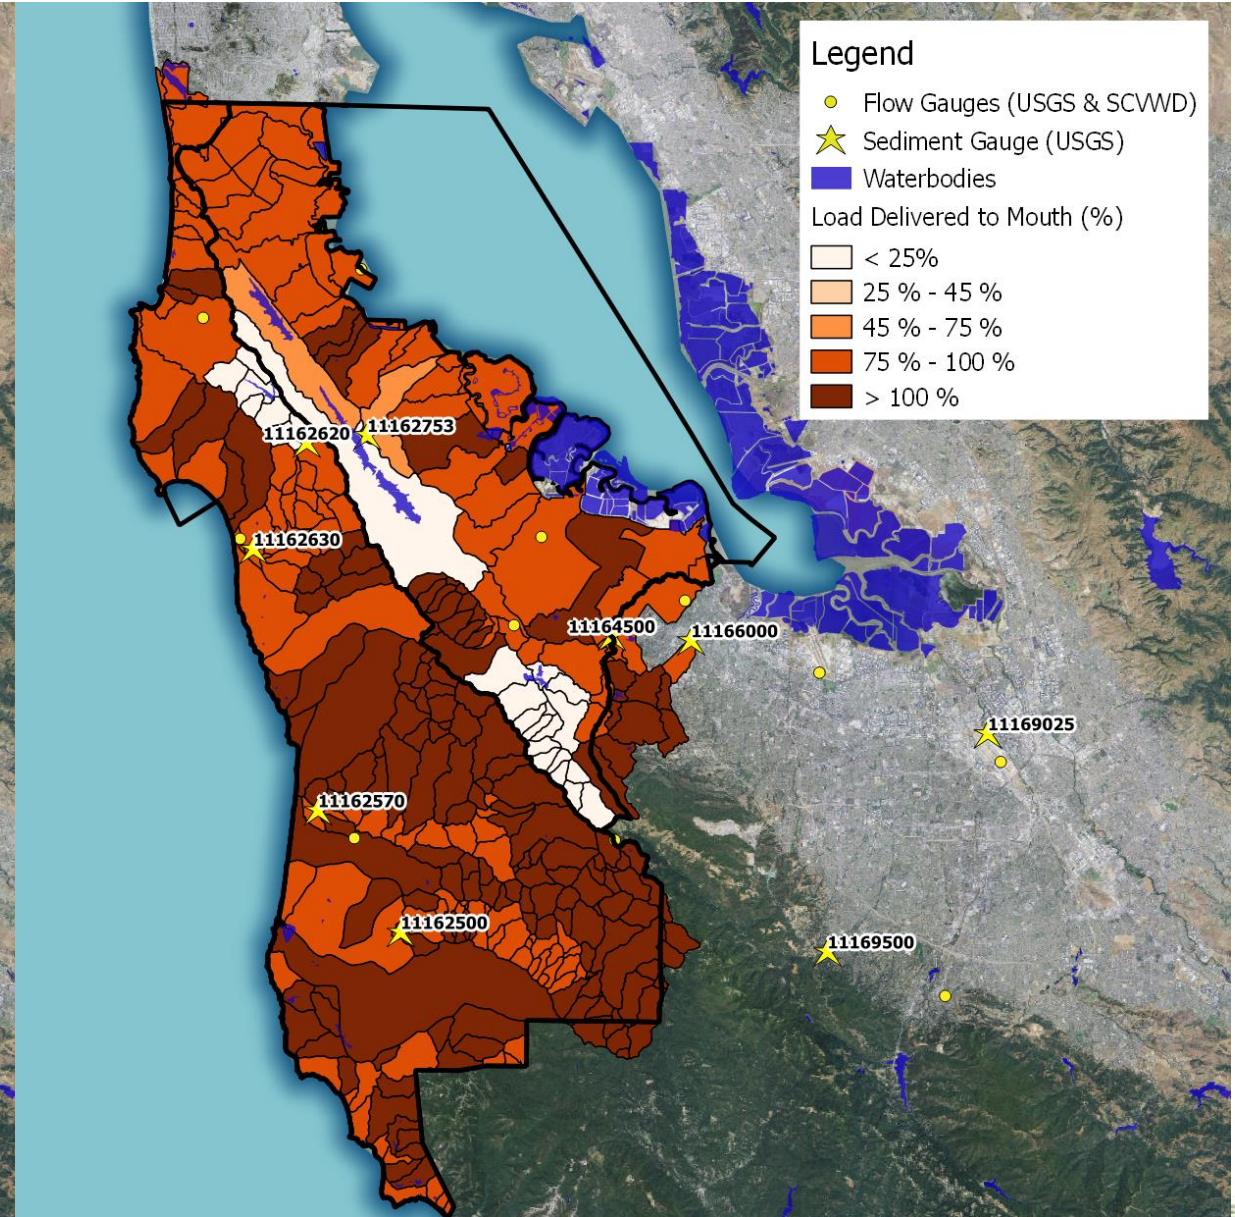 Legend
Flow Gauges (USGS & SCVWD)
Sediment Gauge (USGS)
Waterbodies
Load Delivered to Mouth (%)
< 25%
25 % - 45 %
45 % - 75 %
75 % - 100 %
> 100 %
11162753
11162620
11162630
11164500
11166000
11169025
11162570
11162500
11169500